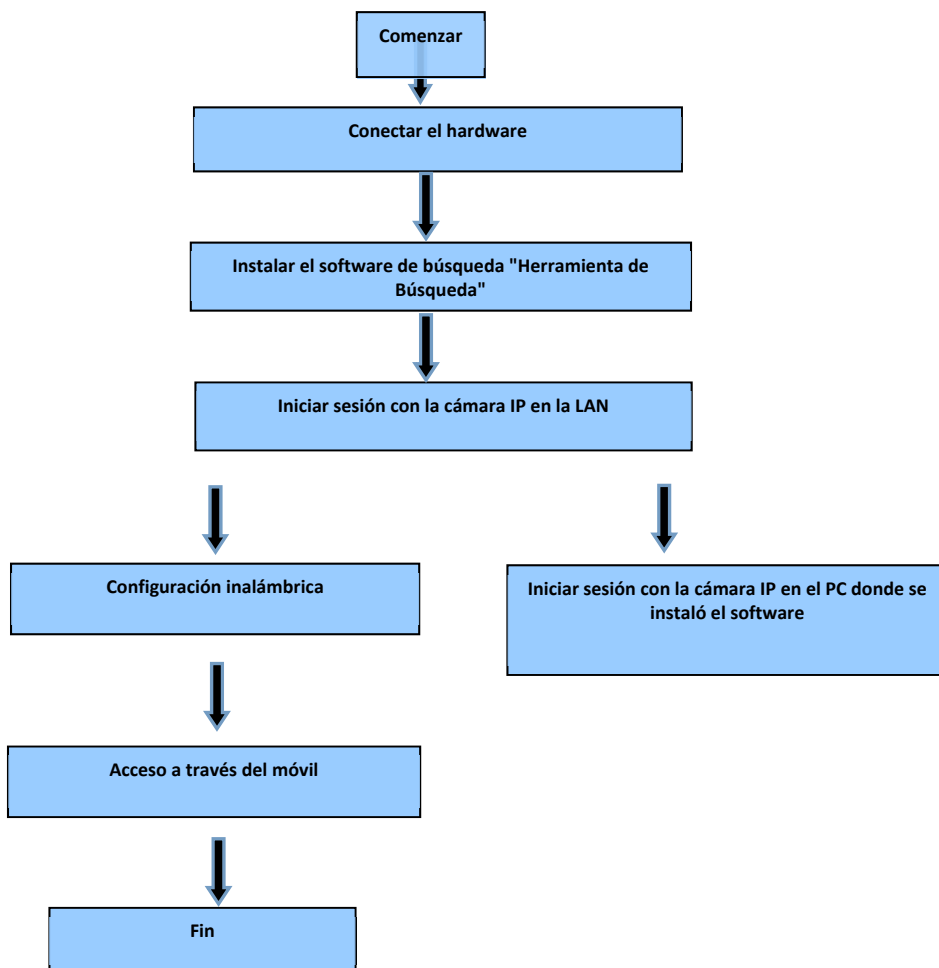 Comenzar
Conectar el hardware
Instalar el software de búsqueda "Herramienta de
Búsqueda"
Iniciar sesión con la cámara IP en la LAN
Configuración inalámbrica
Iniciar sesión con la cámara IP en el PC donde se
instaló el software
Acceso a través del móvil
Fin